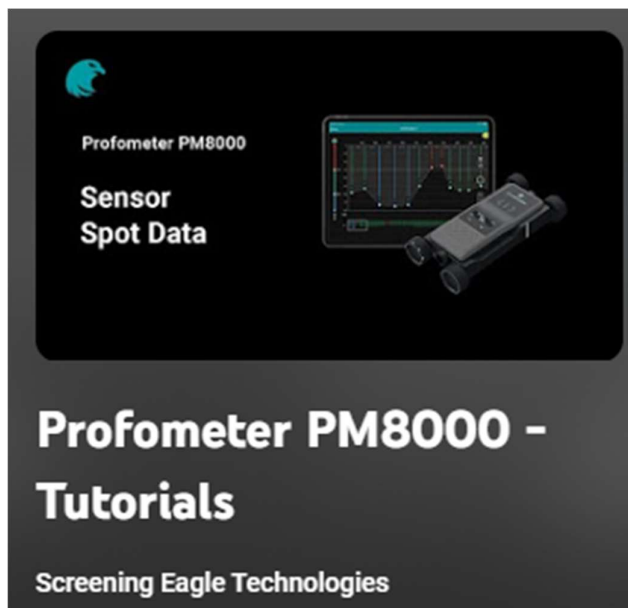 Profometer PM8000
Sensor
Spot Data
Profometer PM8000 -
Tutorials
Screening Eagle Technologies